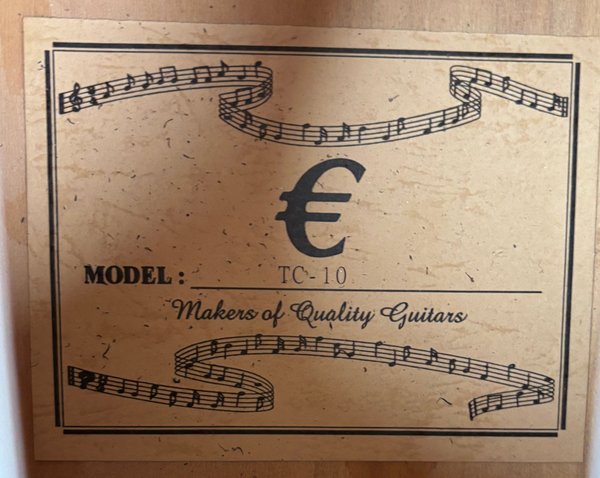 €
MODEL: TC-10
Makers of Quality Guitars